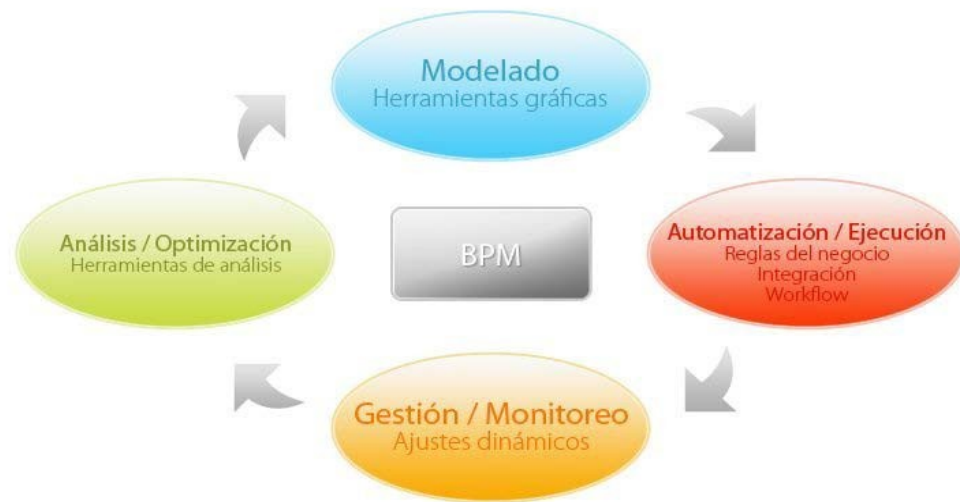 Modelado
Herramientas gráficas
Análisis / Optimización
Herramientas de análisis
BPM
Automatización / Ejecución
Reglas del negocio
Integración
Workflow
Gestión / Monitoreo
Ajustes dinámicos